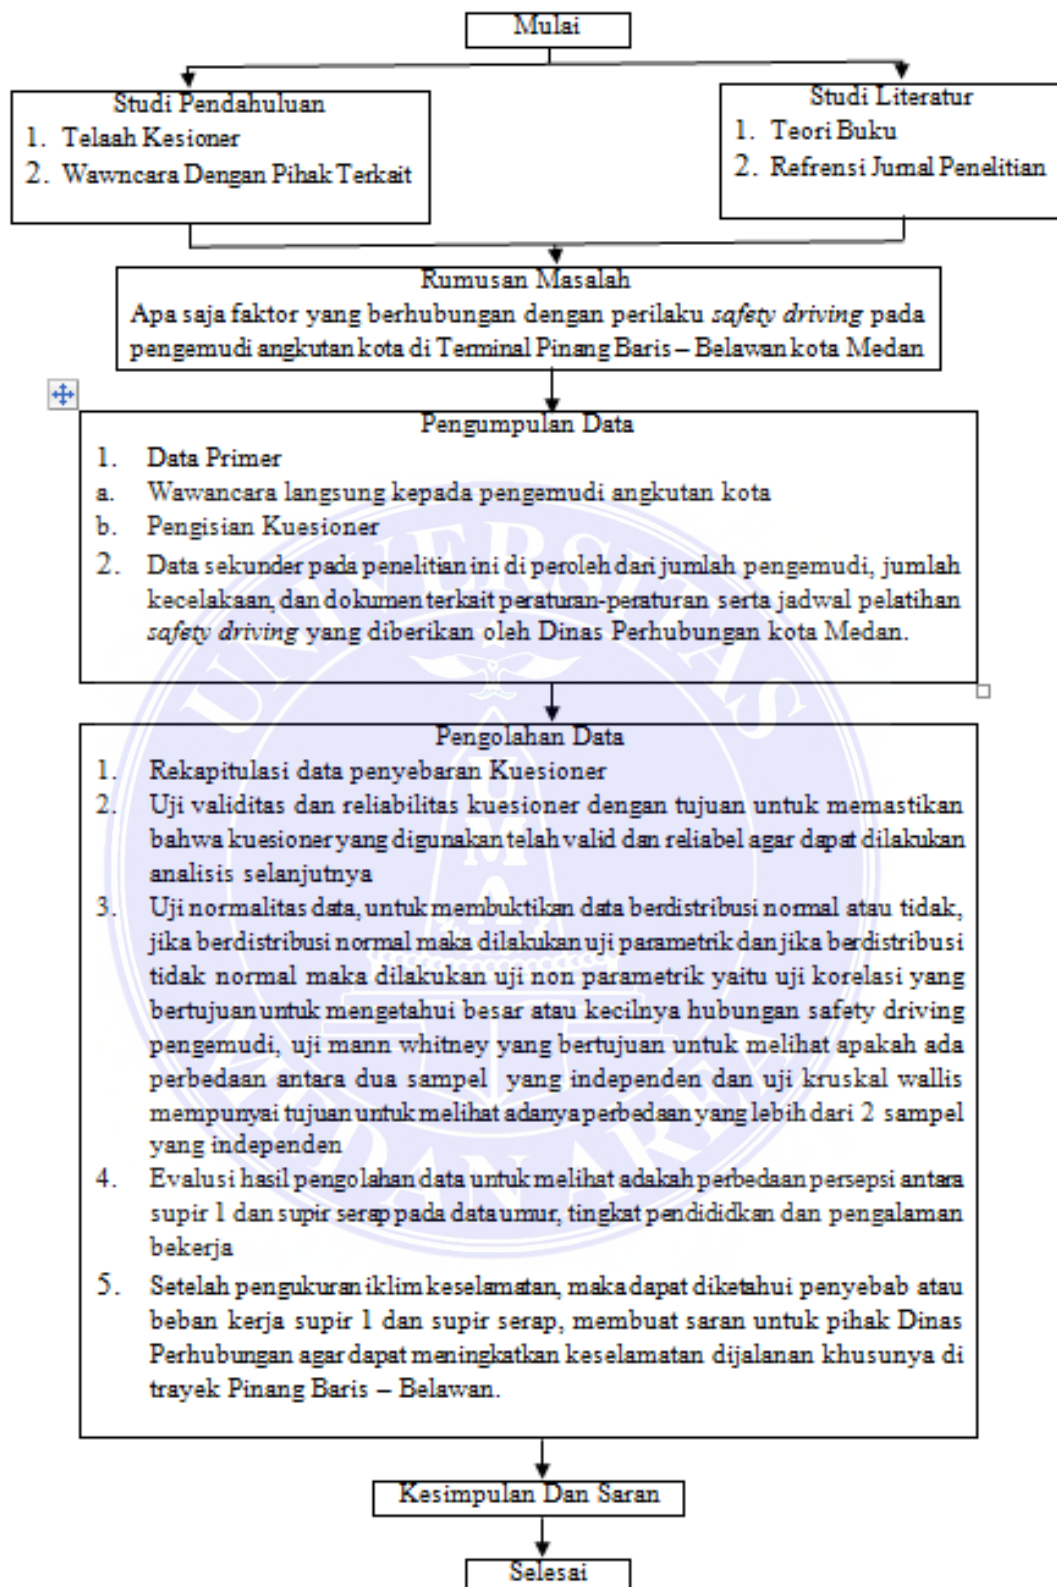 Mulai
Studi Pendahuluan
1. Telaah Kesioner
2. Wawncara Dengan Pihak Terkait
Studi Literatur
1. Teori Buku
2. Refrensi Jurnal Penelitian
Rumusan Masalah
Apa saja faktor yang berhubungan dengan perilaku safety driving pada
pengemudi angkutan kota di Terminal Pinang Baris – Belawan kota Medan
Pengumpulan Data
1. Data Primer
a. Wawancara langsung kepada pengemudi angkutan kota
b. Pengisian Kuesioner
2. Data sekunder pada penelitian ini di peroleh dari jumlah pengemudi, jumlah
kecelakaan, dan dokumen terkait peraturan-peraturan serta jadwal pelatihan
safety driving yang diberikan oleh Dinas Perhubungan kota Medan.
Pengolahan Data
1. Rekapitulasi data penyebaran Kuesioner
2. Uji validitas dan reliabilitas kuesioner dengan tujuan untuk memastikan
bahwa kuesioner yang digunakan telah valid dan reliabel agar dapat dilakukan
analisis selanjutnya
3. Uji normalitas data, untuk membuktikan data berdistribusi normal atau tidak,
jika berdistribusi normal maka dilakukan uji parametrik dan jika berdistribusi
tidak normal maka dilakukan uji non parametrik yaitu uji korelasi yang
bertujuan untuk mengetahui besar atau kecilnya hubungan safety driving
pengemudi, uji mann whitney yang bertujuan untuk melihat apakah ada
perbedaan antara dua sampel yang independen dan uji kruskal wallis
mempunyai tujuan untuk melihat adanya perbedaan yang lebih dari 2 sampel
yang independen
4. Evalusi hasil pengolahan data untuk melihat adakah perbedaan persepsi antara
supir 1 dan supir serap pada data umur, tingkat pendididkan dan pengalaman
bekerja
5. Setelah pengukuran iklim keselamatan, maka dapat diketahui penyebab atau
beban kerja supir 1 dan supir serap, membuat saran untuk pihak Dinas
Perhubungan agar dapat meningkatkan keselamatan dijalanan khusunya di
trayek Pinang Baris – Belawan.
Kesimpulan Dan Saran
Selesai
UNIVERSITAS
UMA
MEDAN AREA